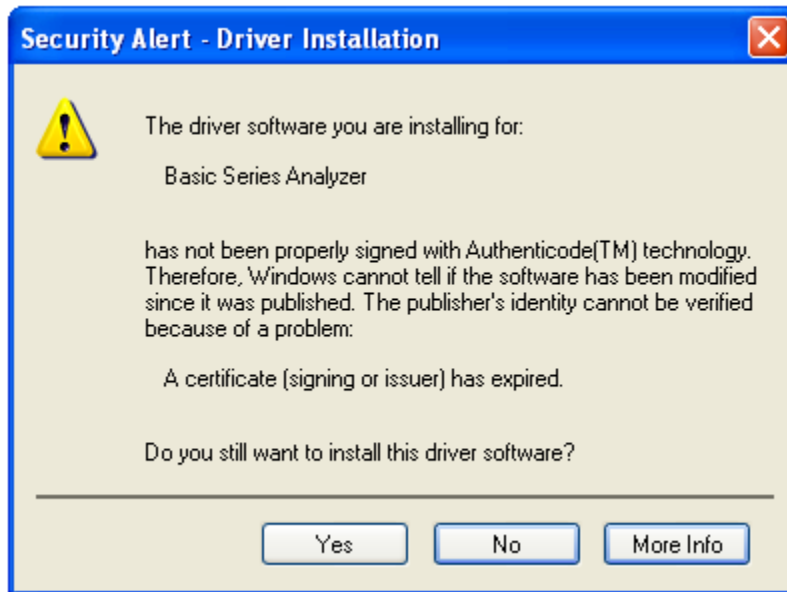 Security Alert - Driver Installation
The driver software you are installing for:
Basic Series Analyzer
has not been properly signed with Authenticode(TM) technology.
Therefore, Windows cannot tell if the software has been modified
since it was published. The publisher's identity cannot be verified
because of a problem:
A certificate (signing or issuer) has expired.
Do you still want to install this driver software?
Yes No More Info